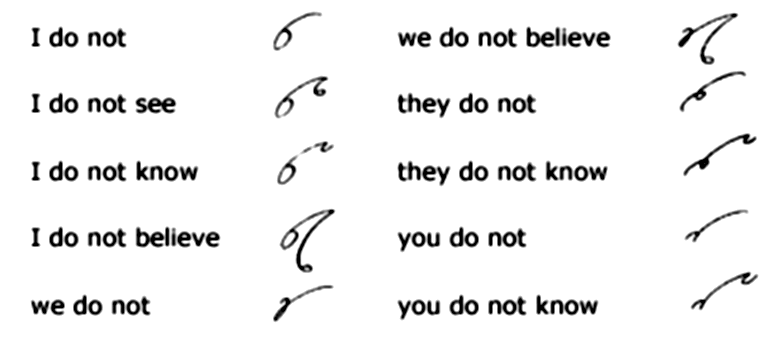 I do not
I do not see
I do not know
I do not believe
we do not
we do not believe
they do not
they do not know
you do not
you do not know